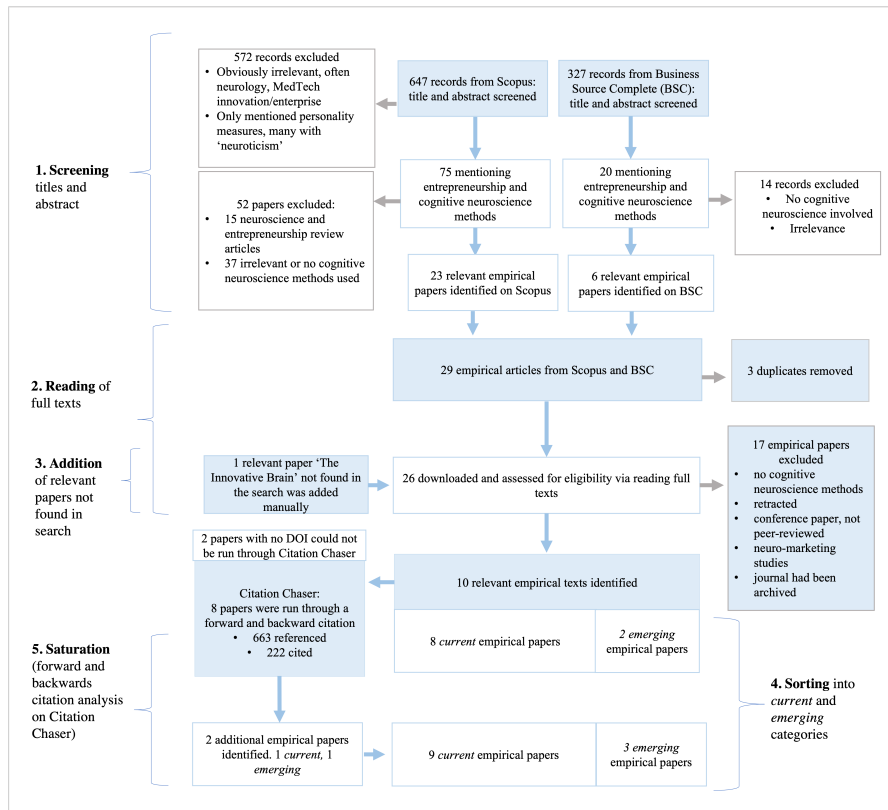 572 records excluded
• Obviously irrelevant, often
neurology, MedTech
innovation/enterprise
• Only mentioned personality
measures, many with
‘neuroticism’
647 records from Scopus:
title and abstract screened
327 records from Business
Source Complete (BSC):
title and abstract screened
1. Screening
titles and
abstract
52 papers excluded:
• 15 neuroscience and
entrepreneurship review
articles
• 37 irrelevant or no cognitive
neuroscience methods used
75 mentioning
entrepreneurship and
cognitive neuroscience
methods
20 mentioning
entrepreneurship and
cognitive neuroscience
methods
14 records excluded
• No cognitive
neuroscience involved
• Irrelevance
23 relevant empirical
papers identified on Scopus
6 relevant empirical
papers identified on BSC
2. Reading of
full texts
29 empirical articles from Scopus and BSC
3 duplicates removed
3. Addition
of relevant
papers not
found in
search
1 relevant paper ‘The
Innovative Brain’ not found in
the search was added
manually
26 downloaded and assessed for eligibility via reading full
texts
17 empirical papers
excluded
• no cognitive
neuroscience methods
• retracted
• conference paper, not
peer-reviewed
• neuro-marketing
studies
• journal had been
archived
2 papers with no DOI could not
be run through Citation Chaser
10 relevant empirical texts identified
Citation Chaser:
8 papers were run through a
forward and backward citation
• 663 referenced
• 222 cited
8 current empirical papers
2 emerging
empirical papers
5. Saturation
(forward and
backwards
citation analysis
on Citation
Chaser)
4. Sorting into
current and
emerging
categories
2 additional empirical papers
identified. 1 current, 1
emerging
9 current empirical papers
3 emerging
empirical papers